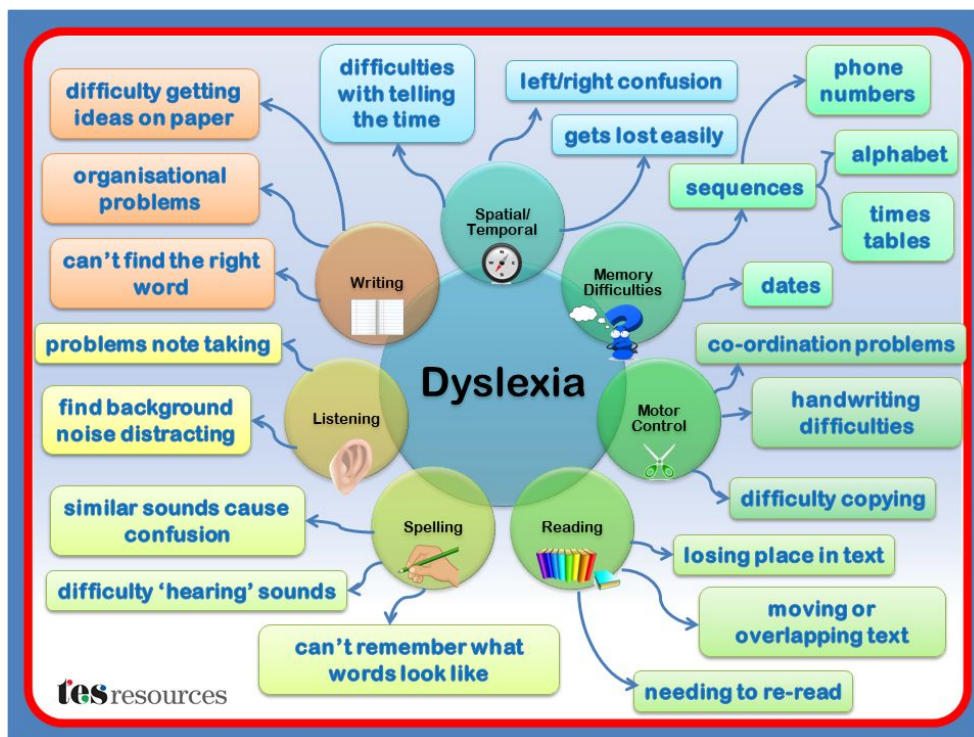 Dyslexia
Spatial/
Temporal
difficulties
with telling
the time
left/right confusion
gets lost easily
Memory
Difficulties
sequences
phone
numbers
alphabet
times
tables
dates
Motor
Control
co-ordination problems
handwriting
difficulties
difficulty copying
Reading
losing place in text
moving or
overlapping text
needing to re-read
Spelling
similar sounds cause
confusion
difficulty ‘hearing’ sounds
can’t remember what
words look like
Listening
problems note taking
find background
noise distracting
Writing
difficulty getting
ideas on paper
organisational
problems
can’t find the right
word
tes resources